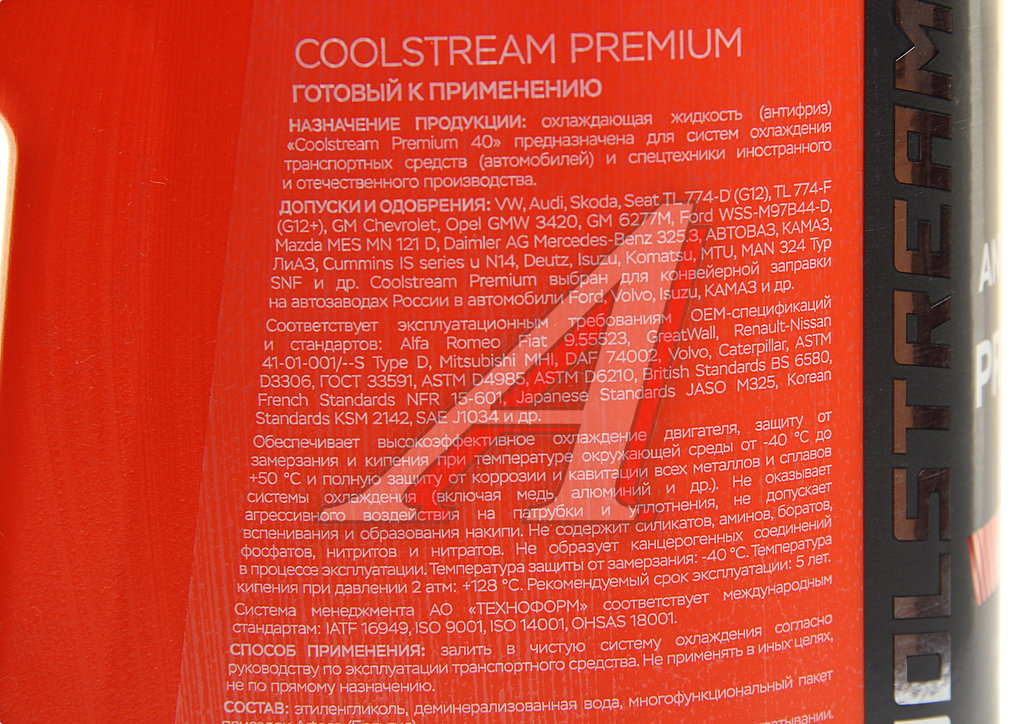 COOLSTREAM PREMIUM
ГОТОВЫЙ К ПРИМЕНЕНИЮ
НАЗНАЧЕНИЕ ПРОДУКЦИИ: охлаждающая жидкость (антифриз)
«Coolstream Premium 40» предназначена для систем охлаждения
транспортных средств (автомобилей) и спецтехники иностранного
и отечественного производства.
ДОПУСКИ И ОДОБРЕНИЯ: VW, Audi, Skoda, Seat TL 774-D (G12), TL 774-F
(G12+), GM Chevrolet, Opel GMW 3420, GM 6277M, Ford WSS-M97B44-D,
Mazda MES MN 121 D, Daimler AG Mercedes-Benz 325.3, АВТОВАЗ, КАМАЗ,
ЛиАЗ, Cummins IS series u N14, Deutz, Isuzu, Komatsu, MTU, MAN 324 Typ
SNF и др. Coolstream Premium выбран для конвейерной заправки
на автозаводах России в автомобили Ford, Volvo, Isuzu, КАМАЗ и др.
Соответствует эксплуатационным требованиям OEM-спецификаций
и стандартов: Alfa Romeo Fiat 9.55523, GreatWall, Renault-Nissan
41-01-001/--S Type D, Mitsubishi MHI, DAF 74002, Volvo, Caterpillar, ASTM
D3306, ГОСТ 33591, ASTM D4985, ASTM D6210, British Standards BS 6580,
French Standards NFR 15-601, Japanese Standards JASO M325, Korean
Standards KSM 2142, SAE J1034 и др.
Обеспечивает высокоэффективное охлаждение двигателя, защиту от
замерзания и кипения при температуре окружающей среды от -40 °C до
+50 °C и полную защиту от коррозии и кавитации всех металлов и сплавов
системы охлаждения (включая медь, алюминий и др.). Не оказывает
агрессивного воздействия на патрубки и уплотнения, не допускает
вспенивания и образования накипи. Не содержит силикатов, аминов, боратов,
фосфатов, нитритов и нитратов. Не образует канцерогенных соединений
в процессе эксплуатации. Температура защиты от замерзания: -40 °C. Температура
кипения при давлении 2 атм: +128 °C. Рекомендуемый срок эксплуатации: 5 лет.
Система менеджмента АО «ТЕХНОФОРМ» соответствует международным
стандартам: IATF 16949, ISO 9001, ISO 14001, OHSAS 18001.
СПОСОБ ПРИМЕНЕНИЯ: залить в чистую систему охлаждения согласно
руководству по эксплуатации транспортного средства. Не применять в иных целях,
не по прямому назначению.
СОСТАВ: этиленгликоль, деминерализованная вода, многофункциональный пакет
OLSTREAM